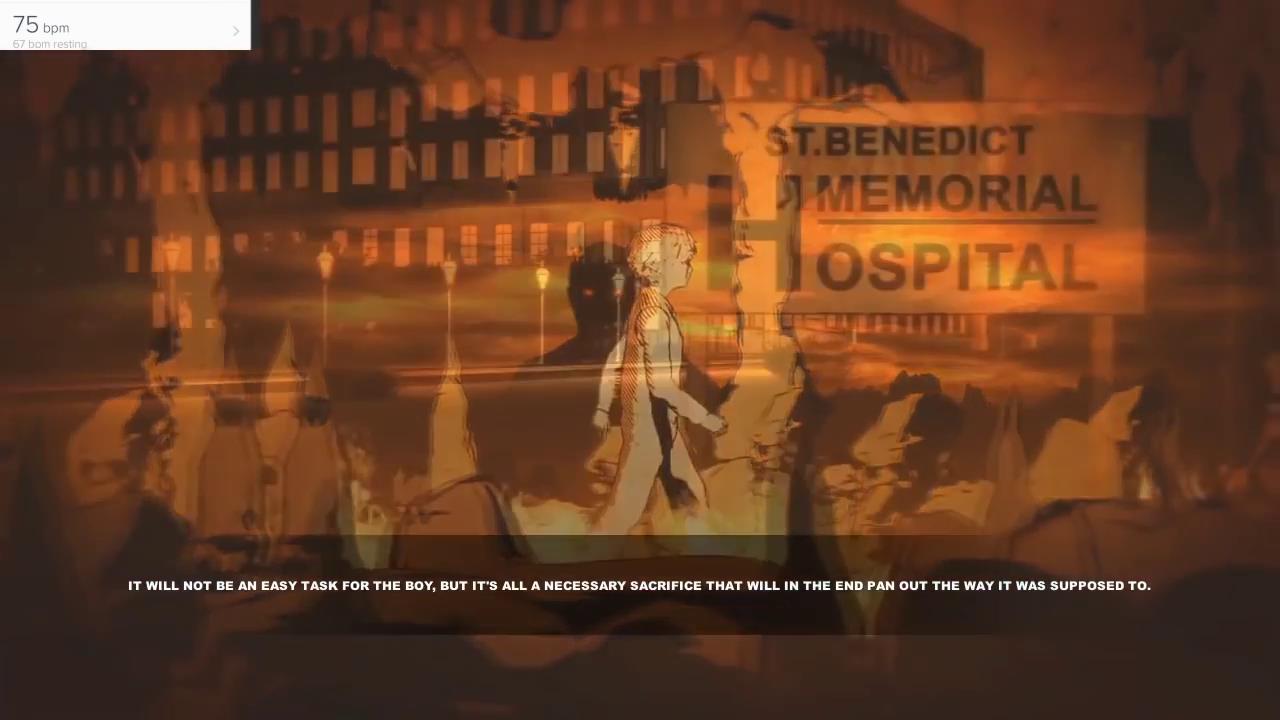 75 bpm
67 bpm resting
ST.BENEDICT
MEMORIAL
HOSPITAL
IT WILL NOT BE AN EASY TASK FOR THE BOY, BUT IT'S ALL A NECESSARY SACRIFICE THAT WILL IN THE END PAN OUT THE WAY IT WAS SUPPOSED TO.